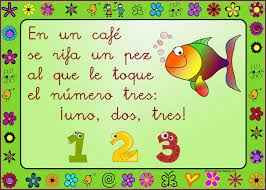 En un café
se rifa un pez
al que le toque
el número tres:
¡uno, dos, tres!
1 2 3